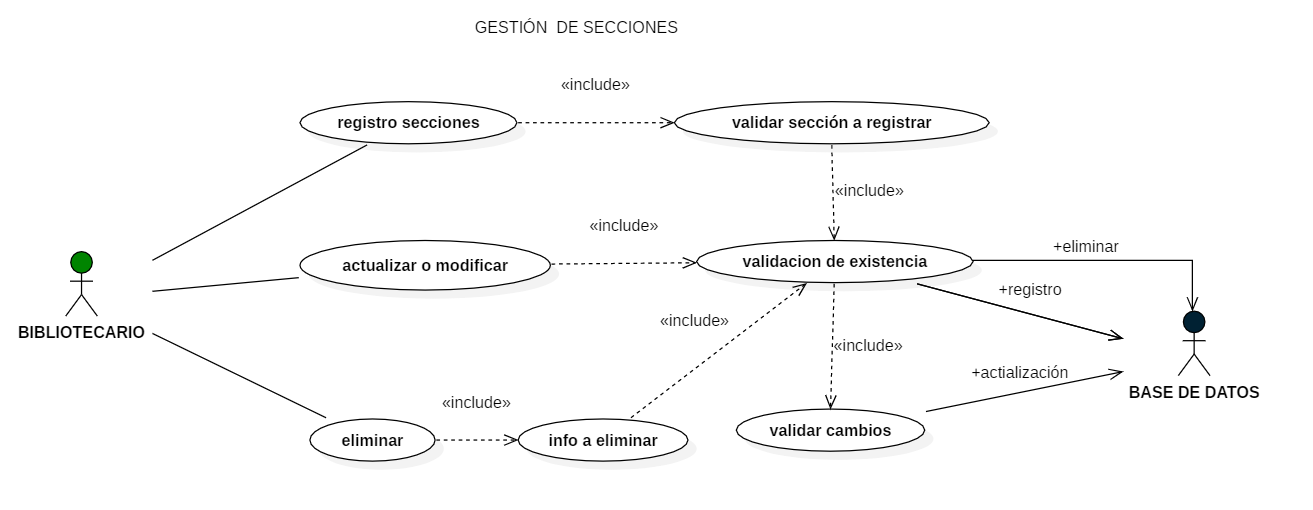 GESTIÓN  DE SECCIONES
«include»
registro secciones
validar sección a registrar
«include»
«include»
actualizar o modificar
validacion de existencia
+eliminar
+registro
BIBLIOTECARIO
«include»
«include»
+actialización
BASE DE DATOS
«include»
eliminar
info a eliminar
validar cambios